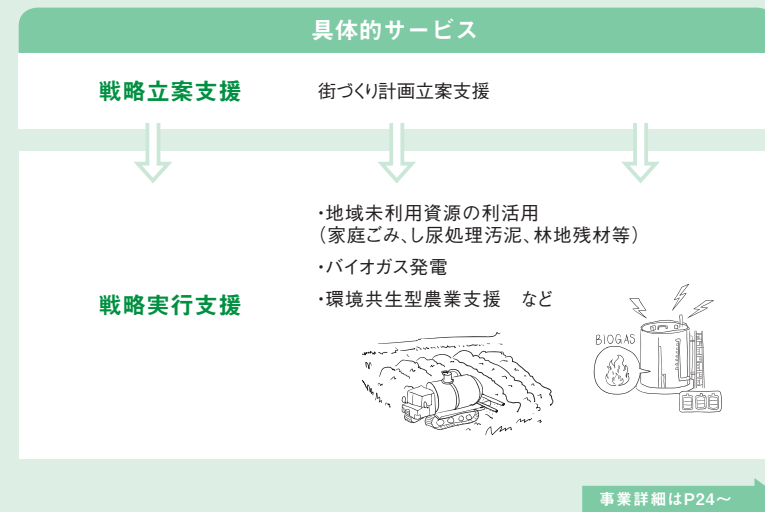 具体的サービス
戦略立案支援
街づくり計画立案支援
・地域未利用資源の利活用
（家庭ごみ、し尿処理汚泥、林地残材等）
・バイオガス発電
戦略実行支援
・環境共生型農業支援　など
BIOGAS
事業詳細はP24〜